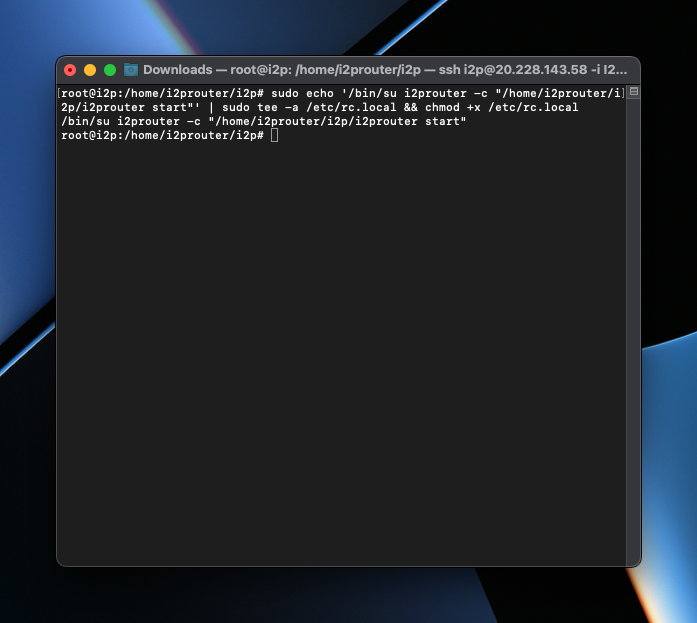 Downloads — root@i2p: /home/i2prouter/i2p — ssh i2p@20.228.143.58 -i I2...
[root@i2p:/home/i2prouter/i2p# sudo echo '/bin/su i2prouter -c "/home/i2prouter/i]
2p/i2prouter start"' | sudo tee -a /etc/rc.local && chmod +x /etc/rc.local
/bin/su i2prouter -c "/home/i2prouter/i2p/i2prouter start"
root@i2p:/home/i2prouter/i2p#